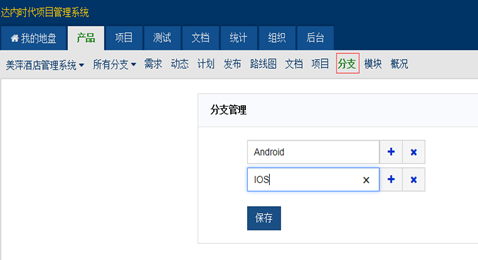 达内时代项目管理系统
我的地盘 产品 项目 测试 文档 统计 组织 后台
美萍酒店管理系统 所有分支 需求 动态 计划 发布 路线图 文档 项目 分支 模块 概况
分支管理
Android
IOS
保存